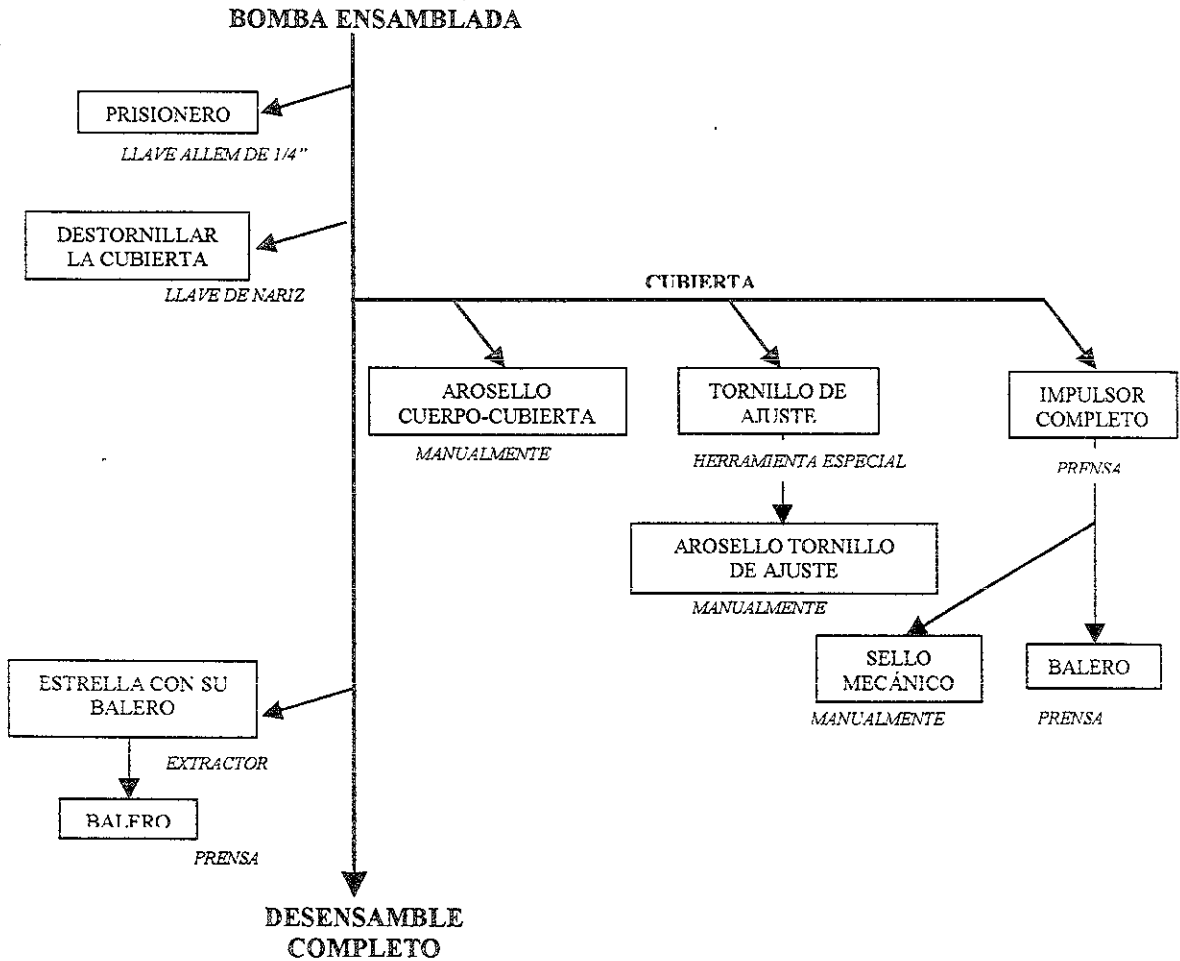 BOMBA ENSAMBLADA
PRISIONERO
LLAVE ALLEM DE 1/4"
DESTORNILLAR
LA CUBIERTA
LLAVE DE NARIZ
CUBIERTA
AROSELLO
CUERPO-CUBIERTA
MANUALMENTE
TORNILLO DE
AJUSTE
HERRAMIENTA ESPECIAL
IMPULSOR
COMPLETO
PRENSA
AROSELLO TORNILLO
DE AJUSTE
MANUALMENTE
SELLO
MECÁNICO
MANUALMENTE
BALERO
PRENSA
ESTRELLA CON SU
BALERO
EXTRACTOR
BALERO
PRENSA
DESENSAMBLE
COMPLETO